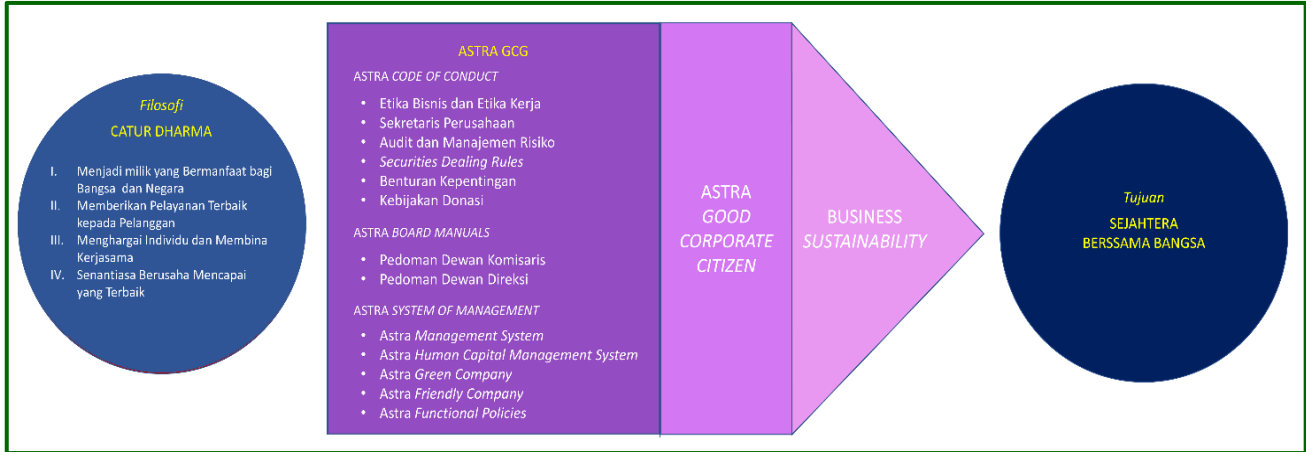 Filosofi
CATUR DHARMA
I. Menjadi milik yang Bermanfaat bagi
Bangsa dan Negara
II. Memberikan Pelayanan Terbaik
kepada Pelanggan
III. Menghargai Individu dan Membina
Kerjasama
IV. Senantiasa Berusaha Mencapai
yang Terbaik
ASTRA GCG
ASTRA CODE OF CONDUCT
• Etika Bisnis dan Etika Kerja
• Sekretaris Perusahaan
• Audit dan Manajemen Risiko
• Securities Dealing Rules
• Benturan Kepentingan
• Kebijakan Donasi
ASTRA BOARD MANUALS
• Pedoman Dewan Komisaris
• Pedoman Dewan Direksi
ASTRA SYSTEM OF MANAGEMENT
• Astra Management System
• Astra Human Capital Management System
• Astra Green Company
• Astra Friendly Company
• Astra Functional Policies
ASTRA
GOOD
CORPORATE
CITIZEN
BUSINESS
SUSTAINABILITY
Tujuan
SEJAHTERA
BERSSAMA BANGSA